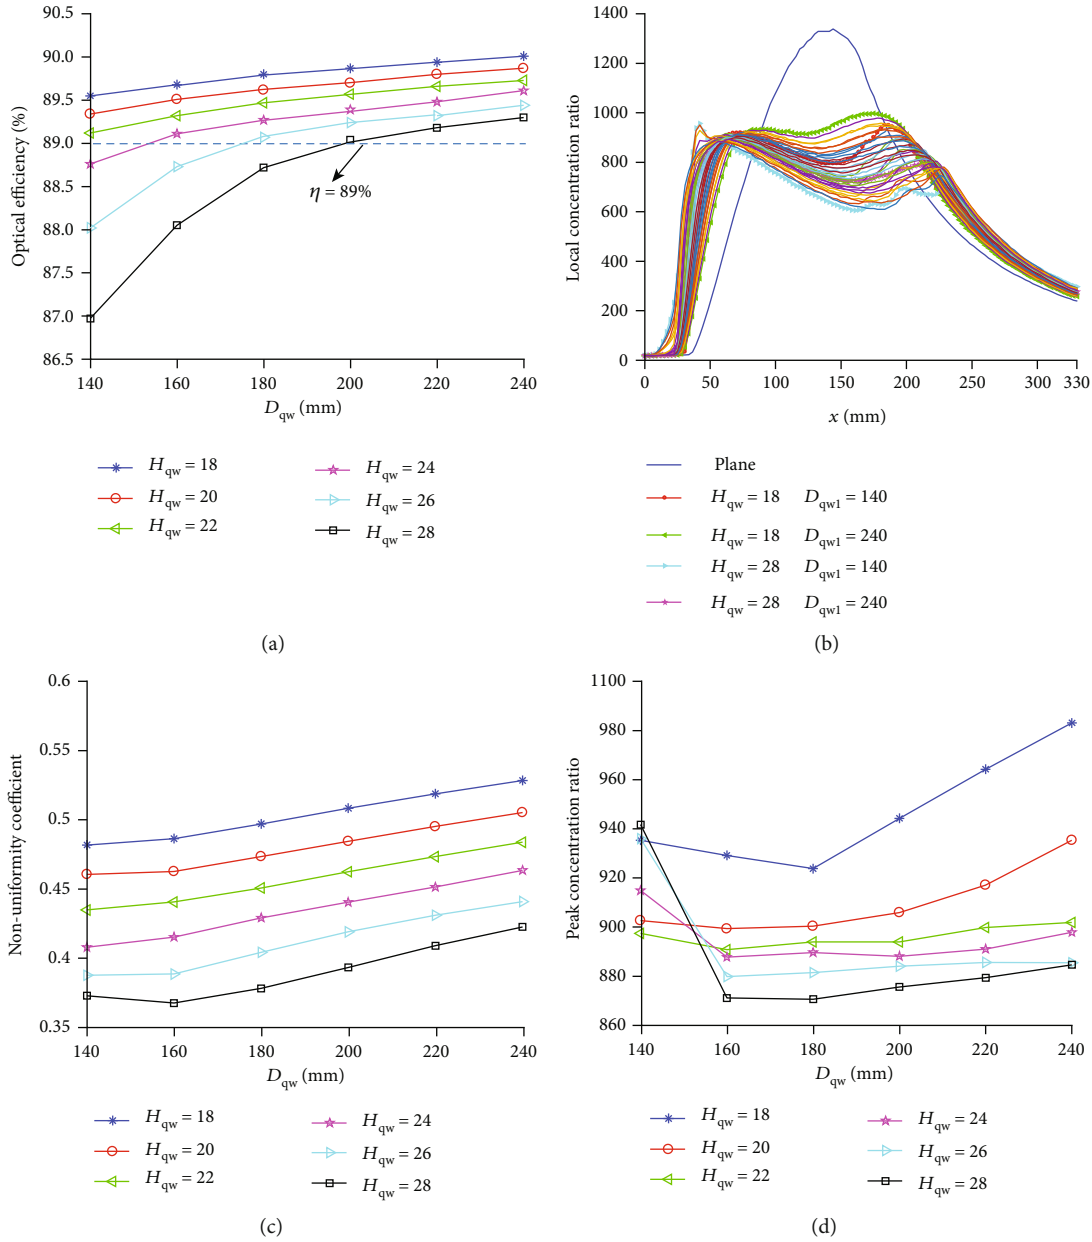 90.5
90.0
89.5
89.0
88.5
88.0
87.0
86.5
Optical efficiency (%)
η = 89%
140 160 180 200 220 240
D_qw (mm)
H_qw = 18
H_qw = 20
H_qw = 22
H_qw = 24
H_qw = 26
H_qw = 28
(a)
1400
1200
1000
800
600
400
200
0
Local concentration ratio
0 50 100 150 200 250 300 330
x (mm)
Plane
H_qw = 18 D_qw1 = 140
H_qw = 18 D_qw1 = 240
H_qw = 28 D_qw1 = 140
H_qw = 28 D_qw1 = 240
(b)
0.6
0.55
0.5
0.45
0.4
0.35
Non-uniformity coefficient
140 160 180 200 220 240
D_qw (mm)
H_qw = 18
H_qw = 20
H_qw = 22
H_qw = 24
H_qw = 26
H_qw = 28
(c)
1100
980
960
940
920
900
880
860
Peak concentration ratio
140 160 180 200 220 240
D_qw (mm)
H_qw = 18
H_qw = 20
H_qw = 22
H_qw = 24
H_qw = 26
H_qw = 28
(d)